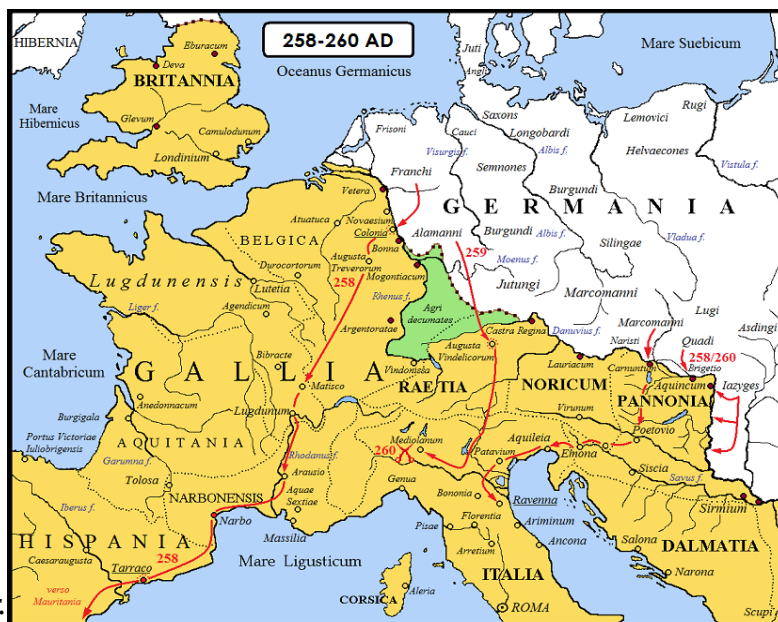 258-260 AD
HIBERNIA
Eburacum
Deva
BRITANNIA
Oceanus Germanicus
Mare Suebicum
Juti
Angli
Mare
Hibernicus
Glevum
Camulodunum
Londinium
Mare Britannicus
Frisoni
Cauci
Saxons
Longobardi
Lemovici
Rugi
Visurgis f.
Albis f.
Helvaecones
Vistula f.
Semnones
Franchi
Burgundi
Vetera
GERMANIA
Novaesium
Colonia
Atuatuca
Alamanni
Burgundi
Albis f.
Viadua f.
BELGICA
Bonna
259
Silingae
Augusta
Treverorum
Moenus f.
Durocortorum
Mogontiacum
Jutungi
Lugdunensis
258
Lutetia
Rhenus f.
Marcomanni
Liger f.
Agendicum
Agri
decumates
Lugi
Argentoratae
Castra Regina
Danuvius f.
Marcomanni
Asdingi
Naristi
Quadi
258/260
Mare
Cantabricum
Bibracte
Augusta
Vindelicorum
Lauriacum
Carnuntum
Brigetio
GALLIA
Vindonissa
Aquincum
Iazyges
Matisco
RAETIA
NORICUM
PANNONIA
Anedonnacum
Lugdunum
Virunum
Burgigala
Poetovio
Portus Victoriae
Iuliobrigensis
AQUITANIA
Mediolanum
Aquileia
Garumna f.
Rhodanus f.
260
Patavium
Emona
Tolosa
Arausio
Siscia
Savus f.
Iberus f.
NARBONENSIS
Aquae
Sextiae
Genua
Bononia
Ravenna
Sirmium
Narbo
Florentia
HISPANIA
Massilia
Pisae
Ariminum
Caesaraugusta
258
Salona
DALMATIA
Tarraco
Mare Ligusticum
Arretium
Ancona
Narona
verso
Mauritania
ITALIA
CORSICA
Aleria
ROMA
Scupi